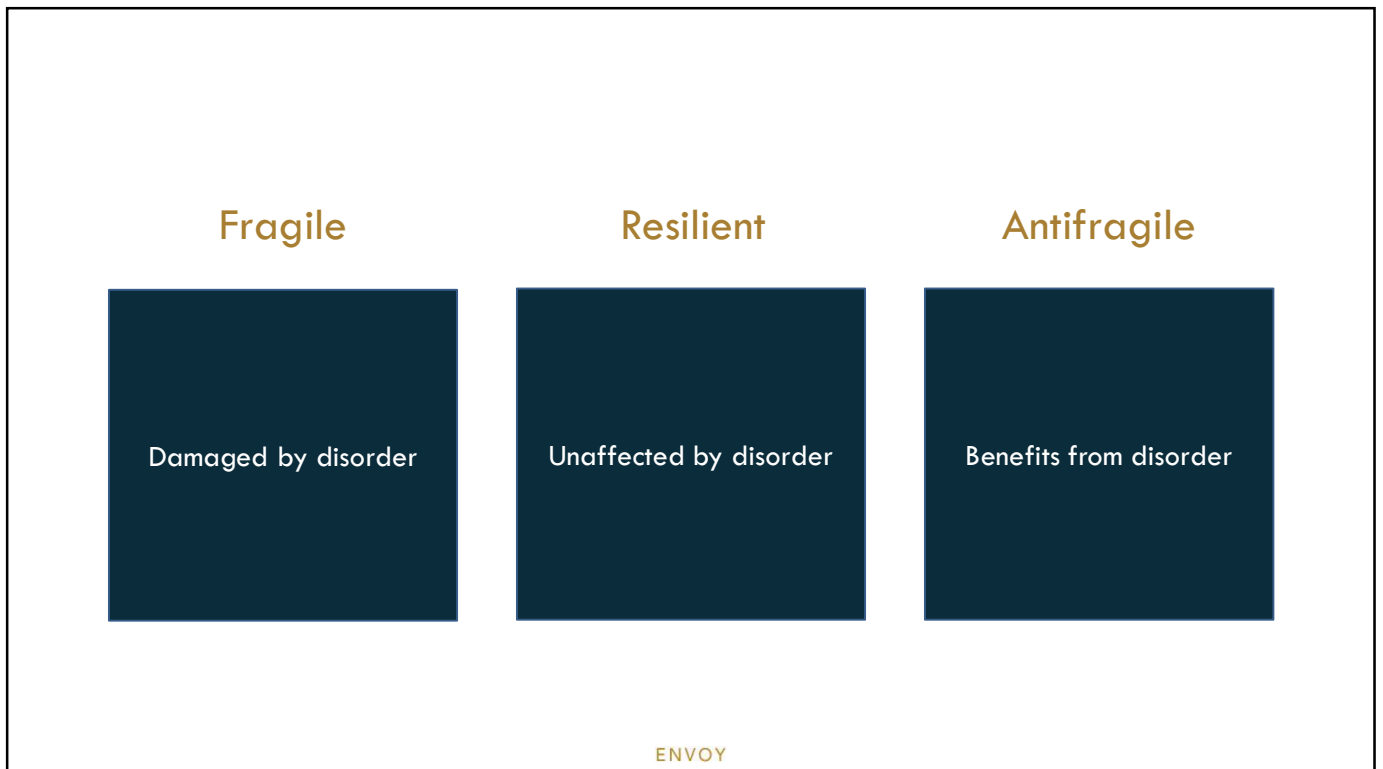 Fragile
Resilient
Antifragile
Damaged by disorder
Unaffected by disorder
Benefits from disorder
ENVOY